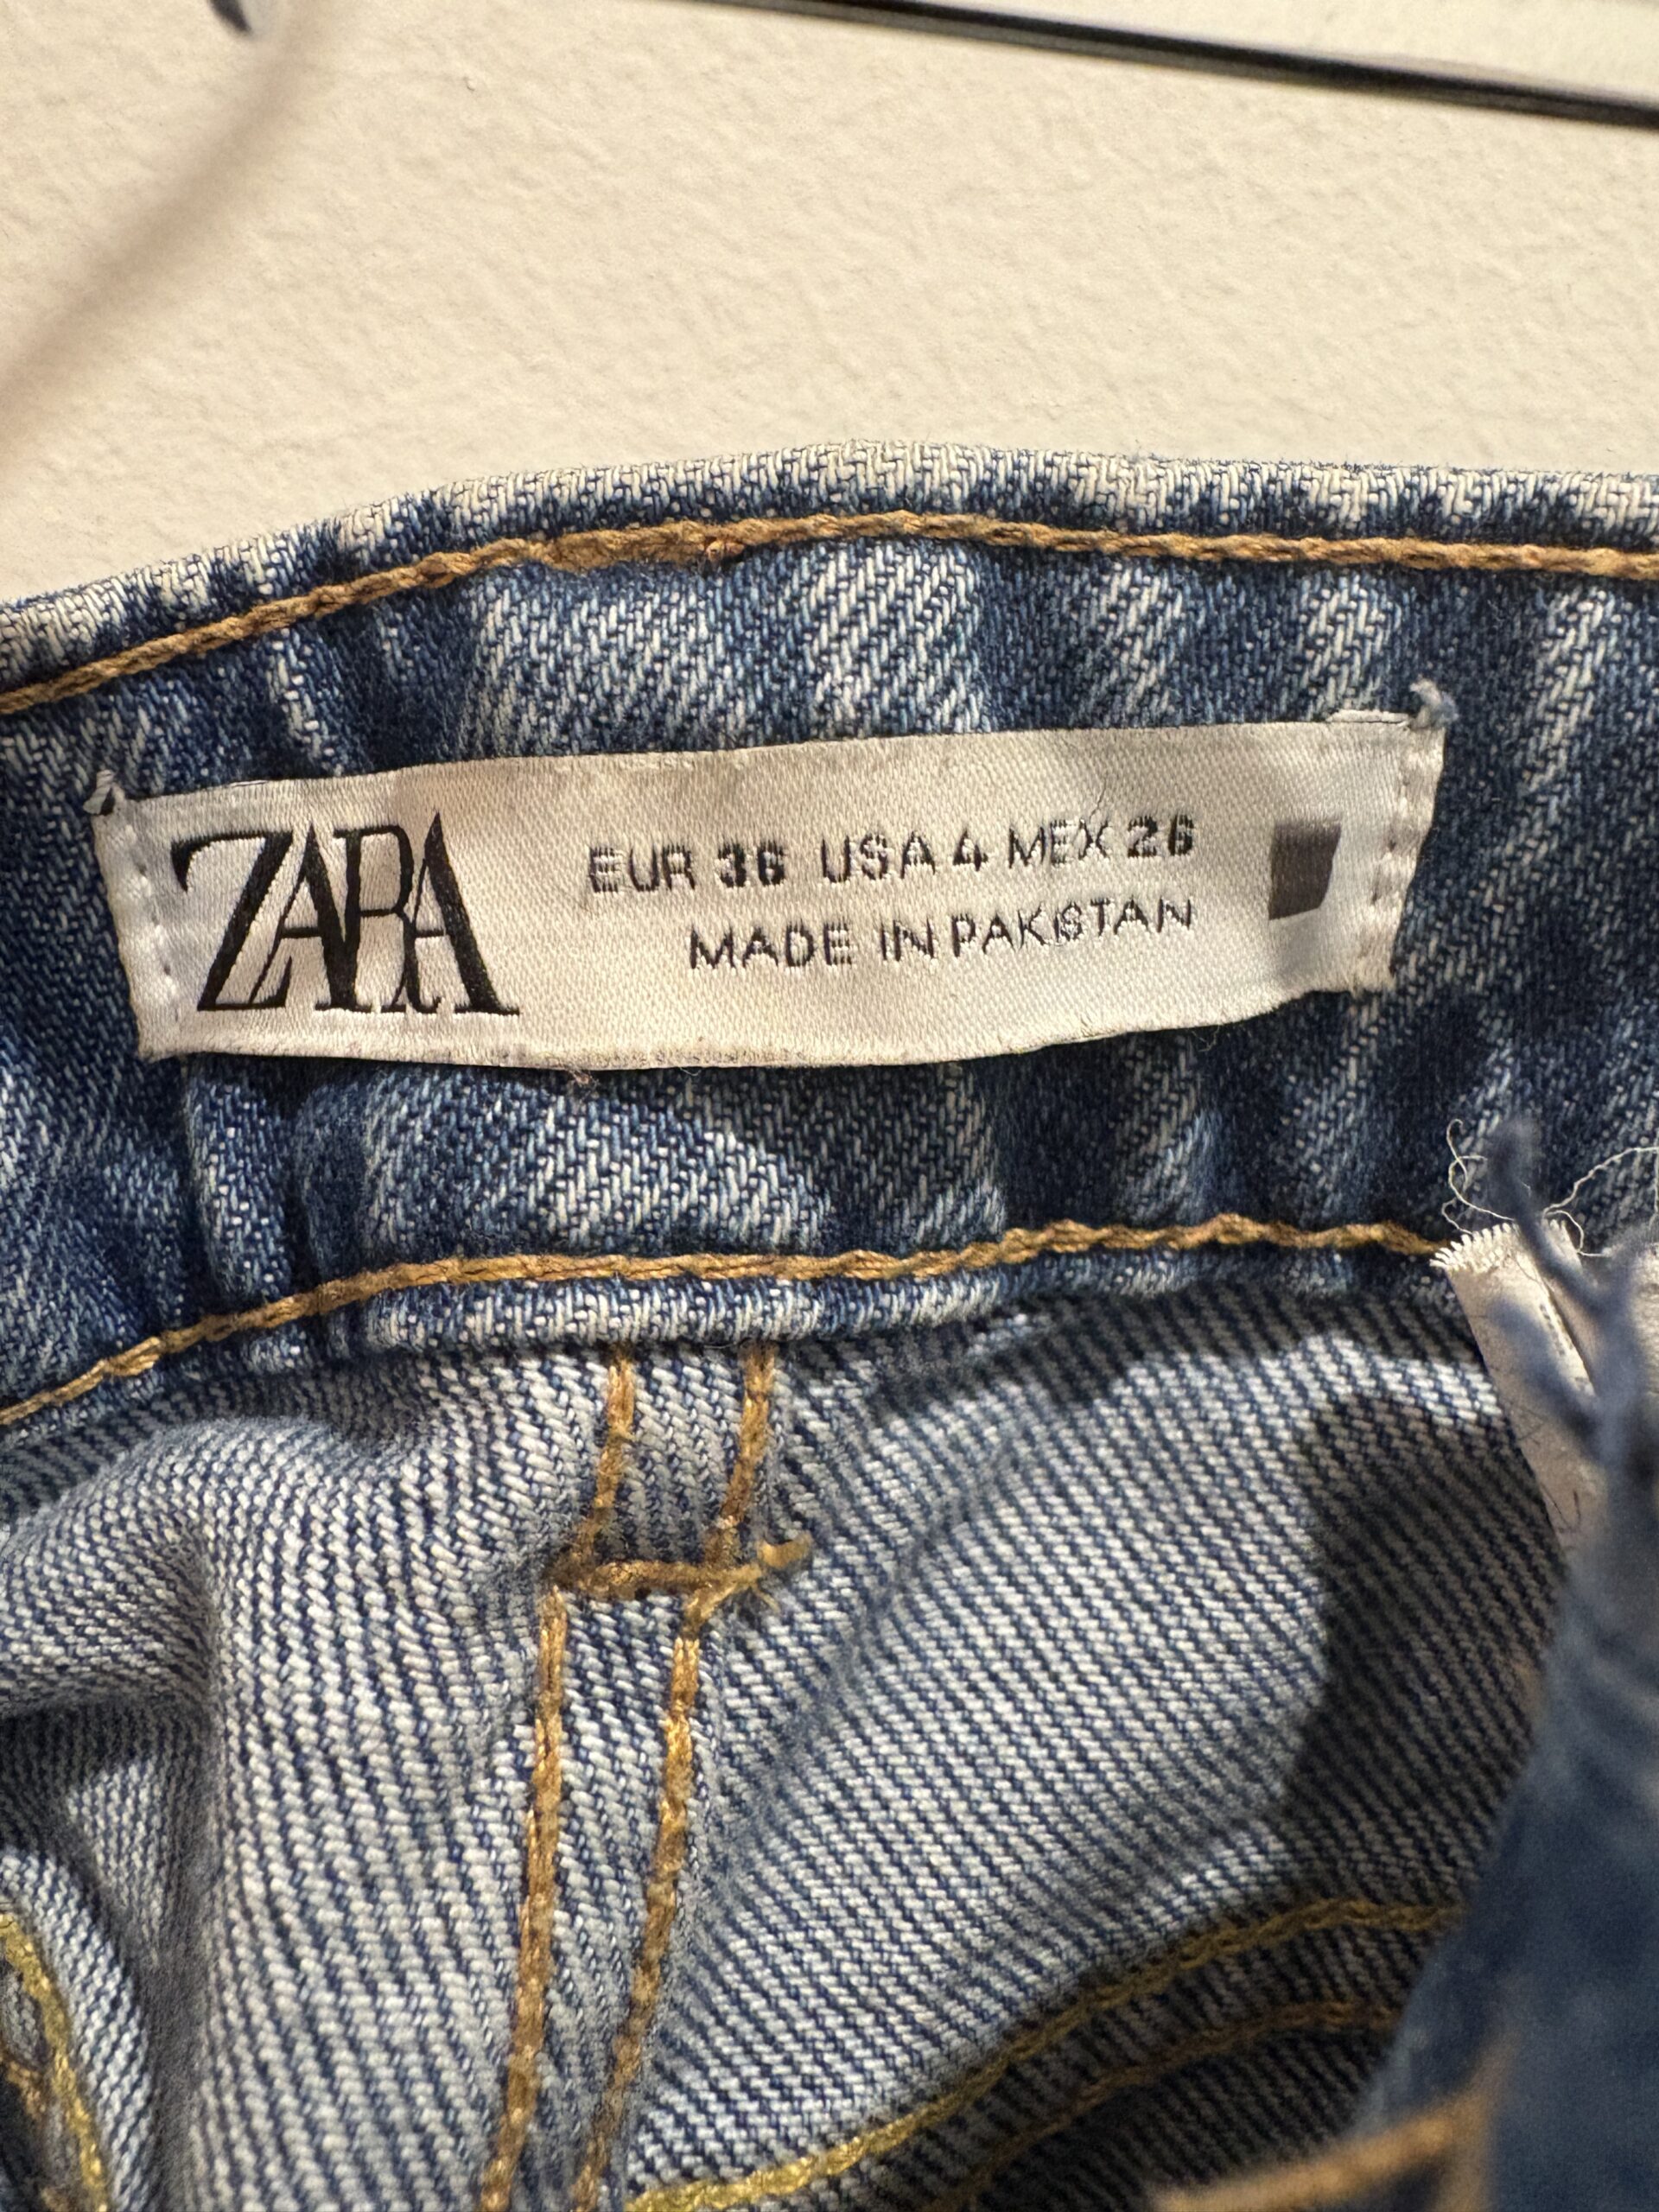 ZARA
EUR 36 USA 4 MEX 26
MADE IN PAKISTAN